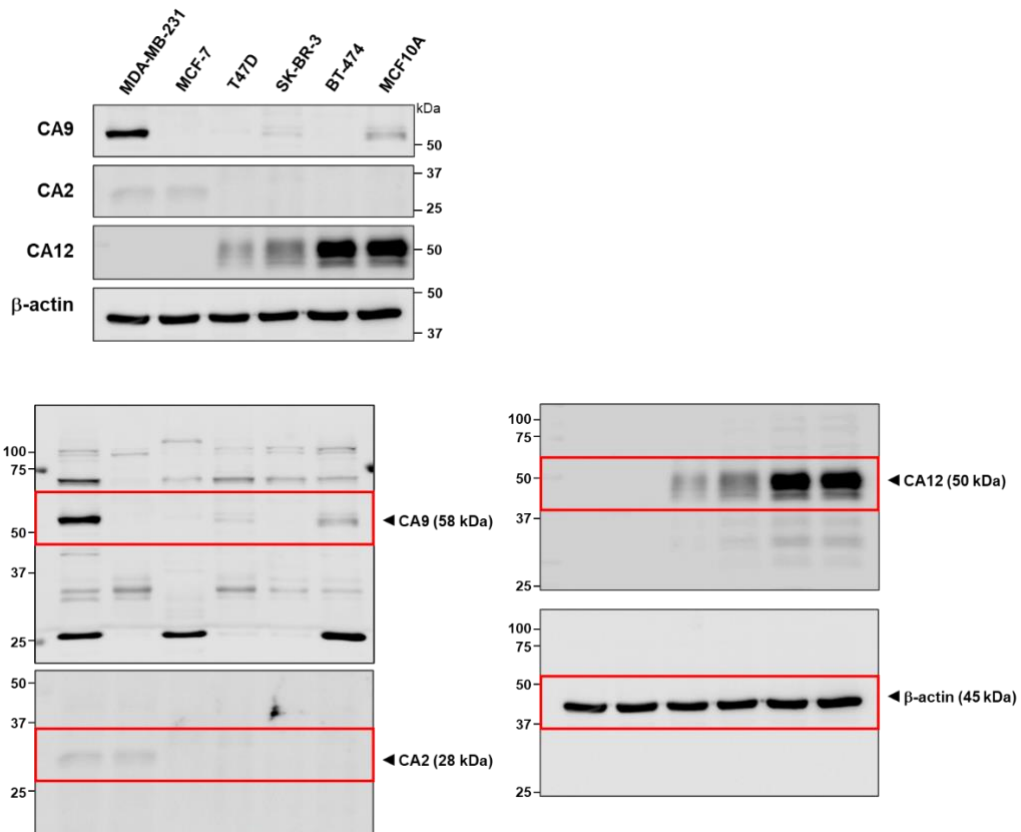 MDA-MB-231
MCF-7
T47D
SK-BR-3
BT-474
MCF10A
kDa
CA9
50
CA2
37
25
CA12
50
β-actin
50
37
100
75
50
37
25
CA9 (58 kDa)
50
37
25
CA2 (28 kDa)
100
75
50
37
25
CA12 (50 kDa)
100
75
50
37
25
β-actin (45 kDa)